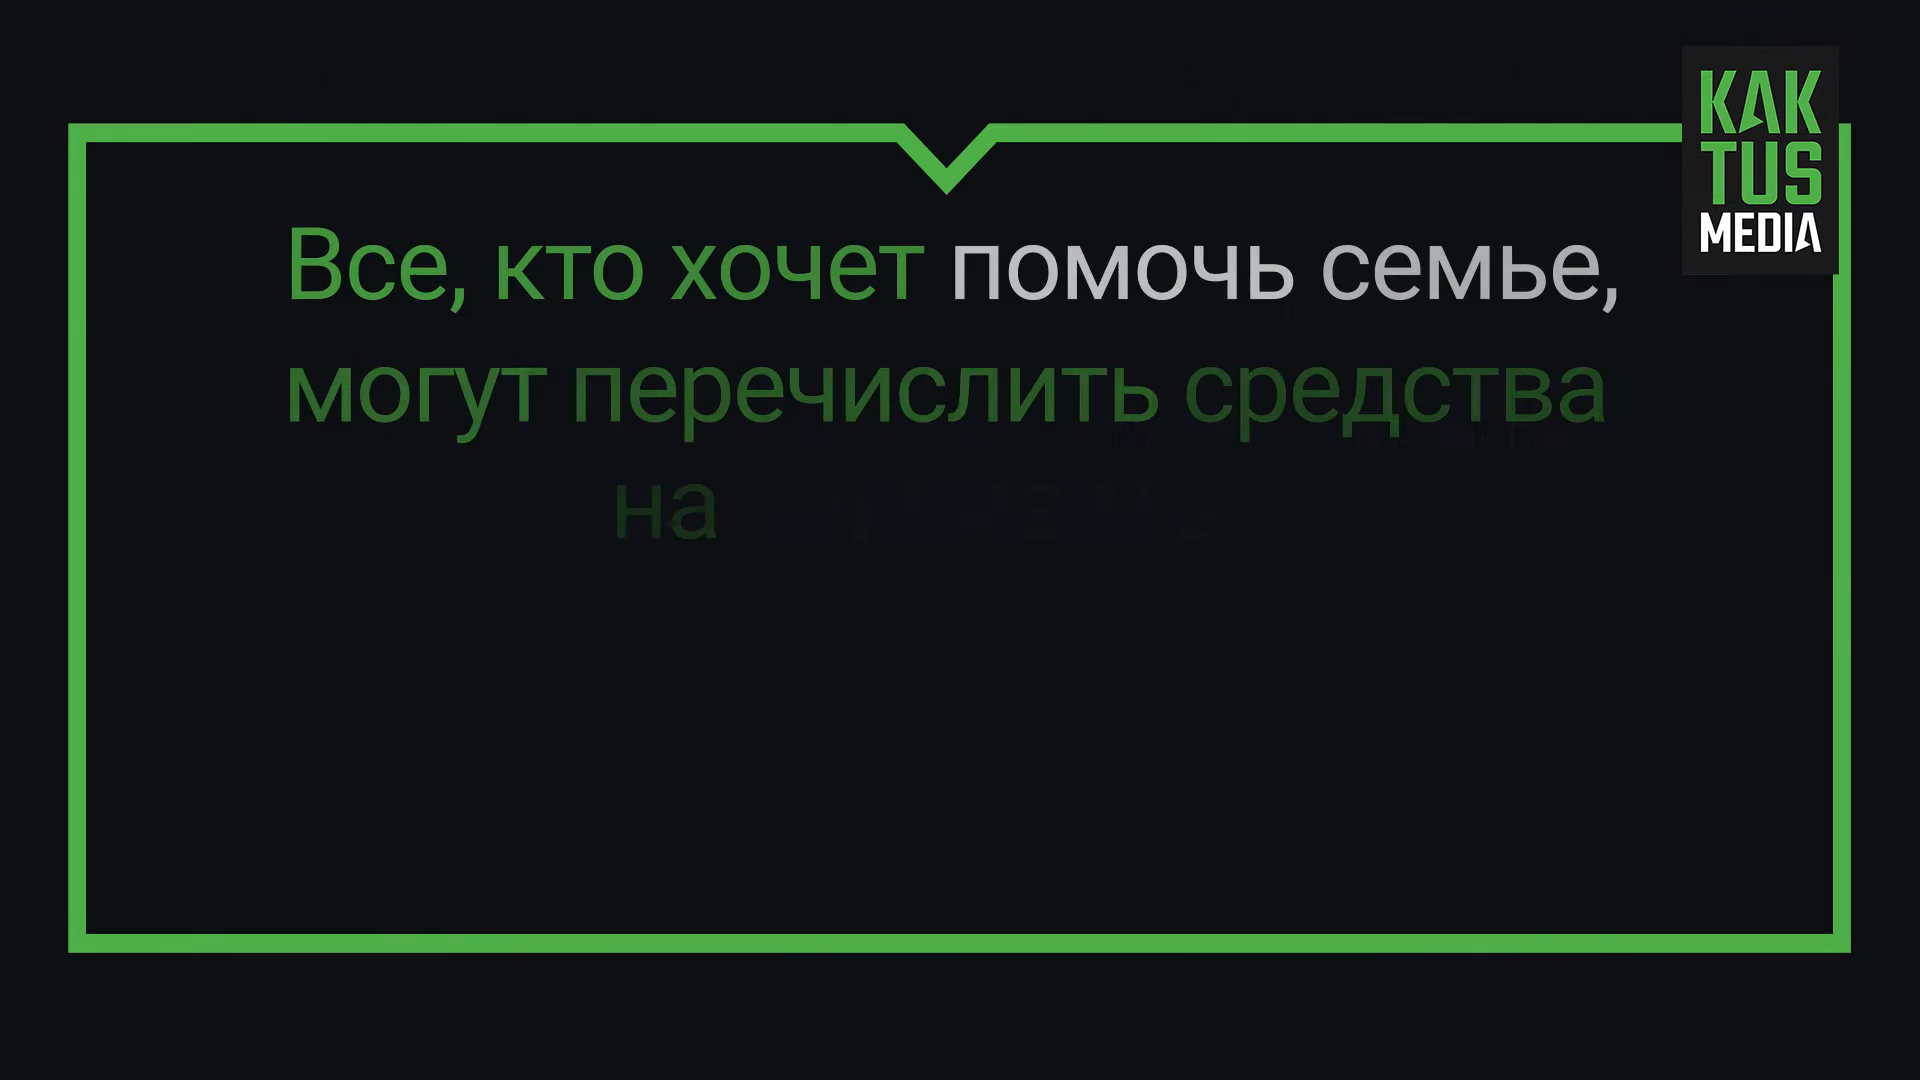 KAK
TUS
MEDIA
Все, кто хочет помочь семье,
могут перечислить средства
на